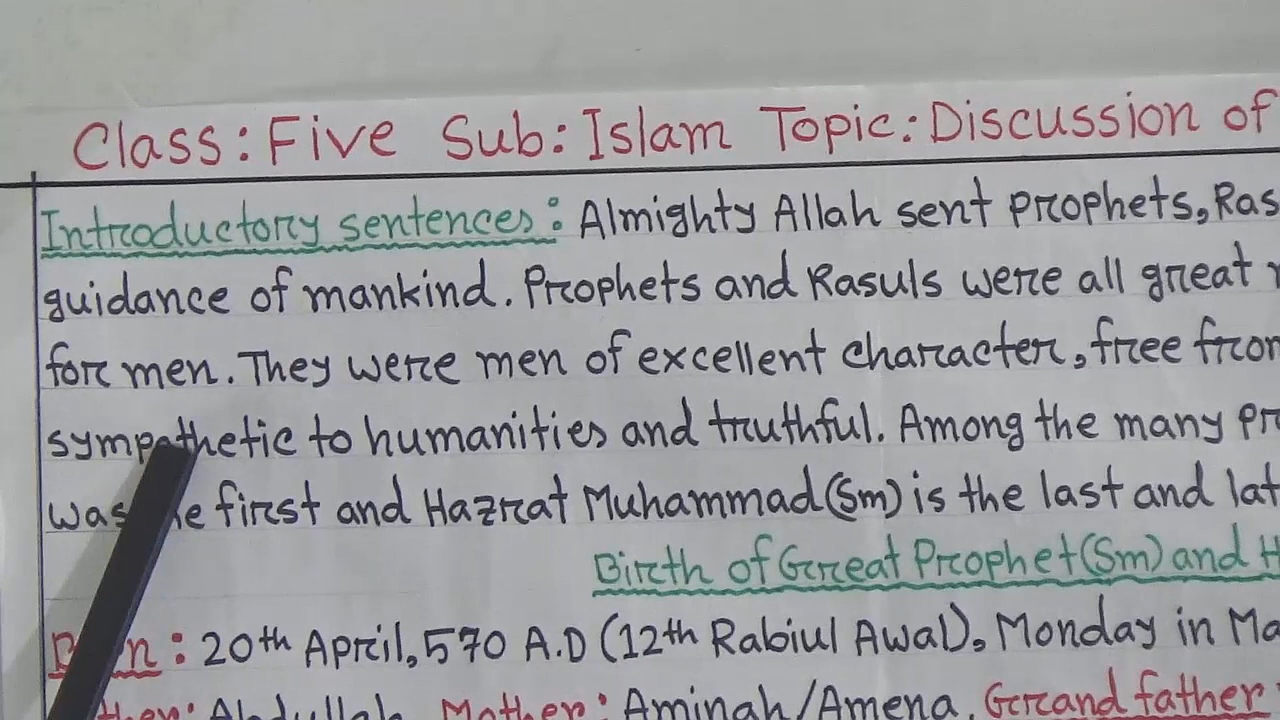 Class: Five Sub: Islam Topic: Discussion of
Introductory sentences: Almighty Allah sent prophets, Ras
guidance of mankind. Prophets and Rasuls were all great
for men. They were men of excellent character, free from
sympathetic to humanities and truthful. Among the many pr
was first and Hazrat Muhammad (Sm) is the last and lat
Birth of Great Prophet (Sm) and H
: 20th April, 570 A.D (12th Rabiul Awal), Monday in Ma
Abdullah. Mother: Aminah/Amena. Grand father